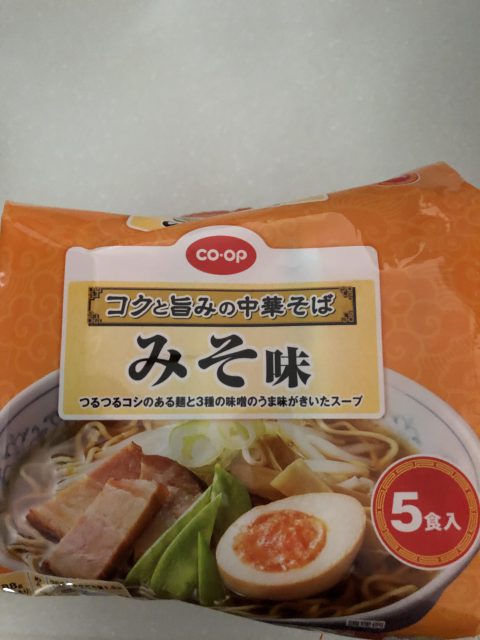 CO·OP
コクと旨みの中華そば
みそ味
つるつるコシのある麺と3種の味噌のうま味がきいたスープ
5食入